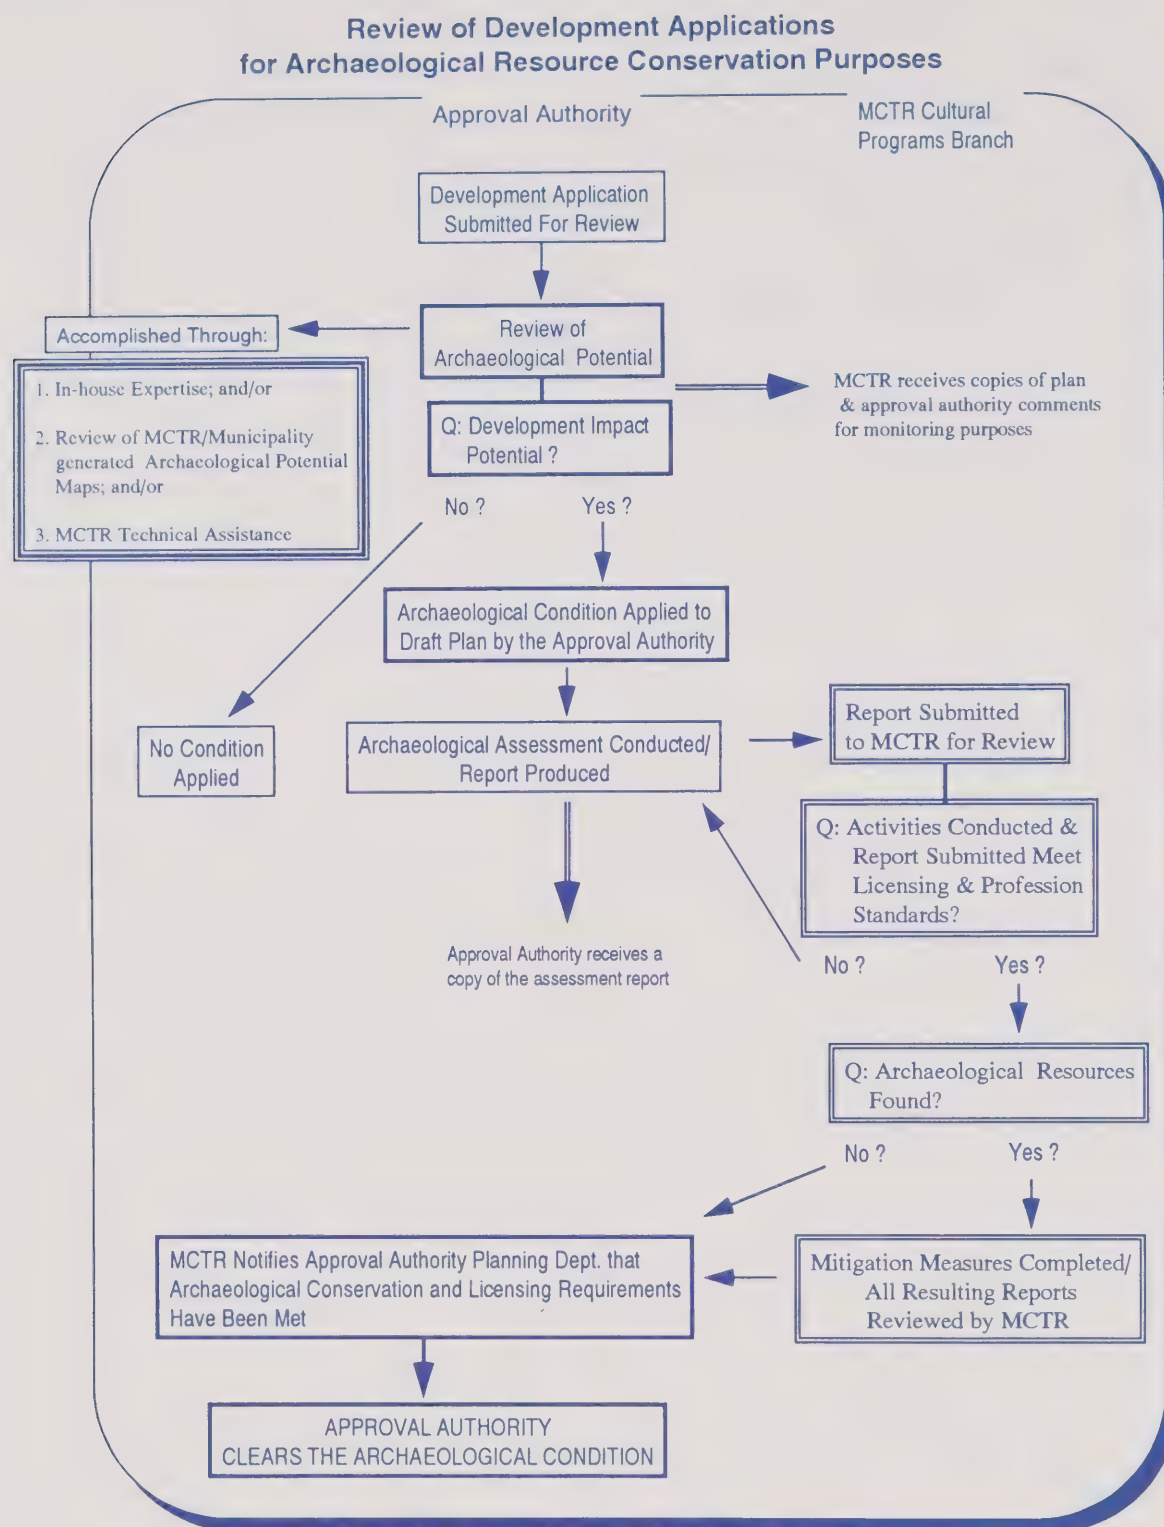 Review of Development Applications
for Archaeological Resource Conservation Purposes
Approval Authority
MCTR Cultural
Programs Branch
Development Application
Submitted For Review
Accomplished Through:
Review of
Archaeological Potential
1. In-house Expertise; and/or
2. Review of MCTR/Municipality
generated Archaeological Potential
Maps; and/or
3. MCTR Technical Assistance
MCTR receives copies of plan
& approval authority comments
for monitoring purposes
Q: Development Impact
Potential ?
No ?
Yes ?
Archaeological Condition Applied to
Draft Plan by the Approval Authority
No Condition
Applied
Archaeological Assessment Conducted/
Report Produced
Report Submitted
to MCTR for Review
Q: Activities Conducted &
Report Submitted Meet
Licensing & Profession
Standards?
Approval Authority receives a
copy of the assessment report
No ?
Yes ?
Q: Archaeological Resources
Found?
No ?
Yes ?
MCTR Notifies Approval Authority Planning Dept. that
Archaeological Conservation and Licensing Requirements
Have Been Met
Mitigation Measures Completed/
All Resulting Reports
Reviewed by MCTR
APPROVAL AUTHORITY
CLEARS THE ARCHAEOLOGICAL CONDITION